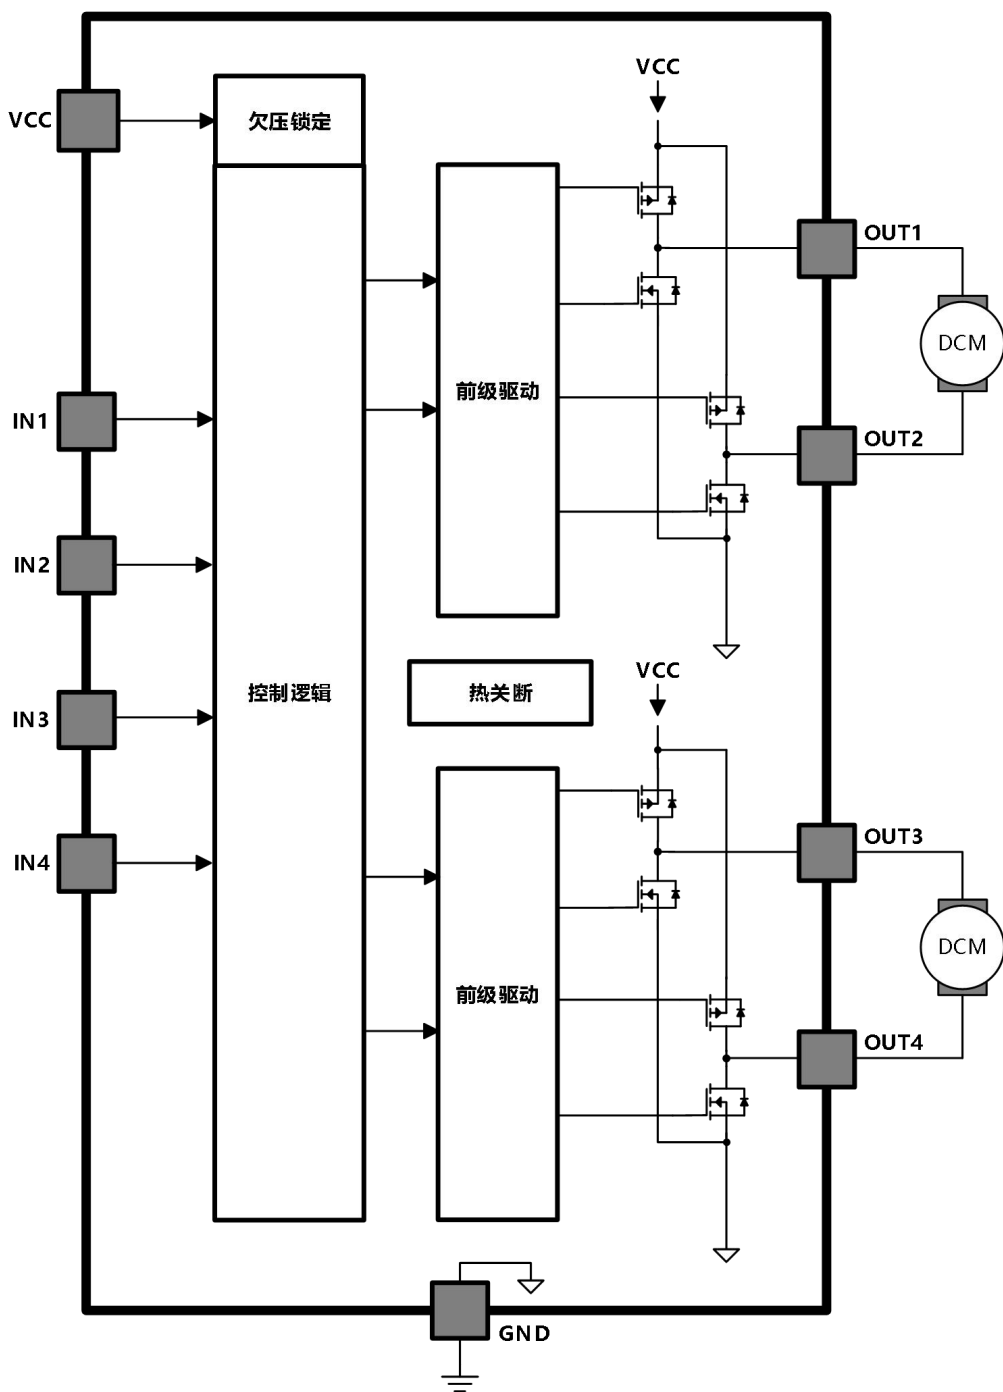 VCC
VCC
欠压锁定
OUT1
DCM
前级驱动
IN1
OUT2
IN2
VCC
控制逻辑
热关断
IN3
OUT3
IN4
DCM
前级驱动
OUT4
GND